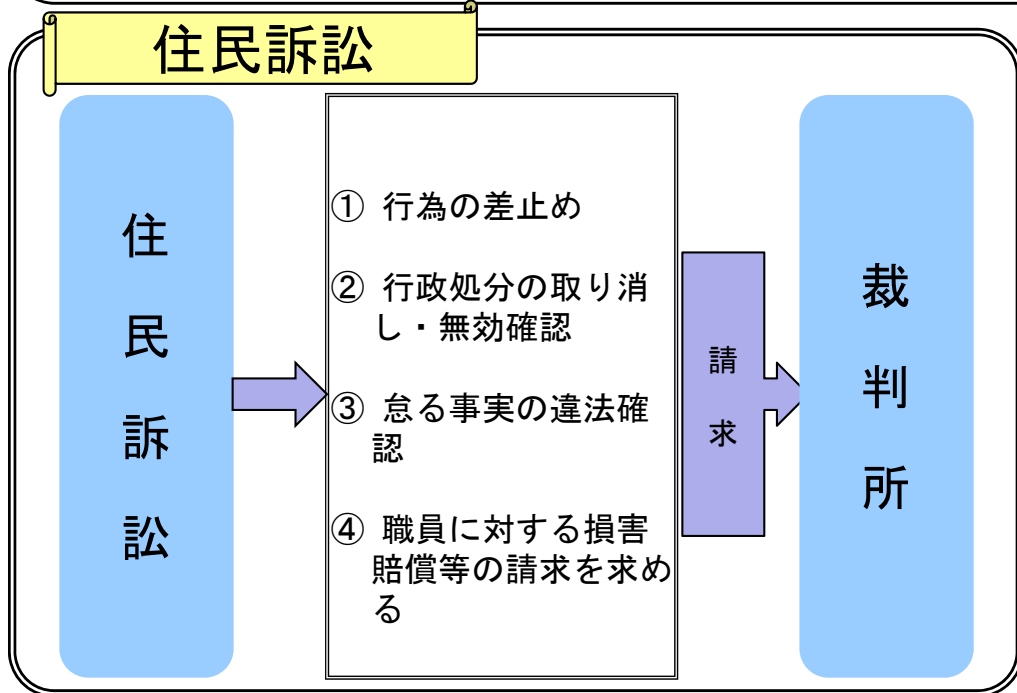 住民訴訟
住民訴訟
① 行為の差止め
② 行政処分の取り消
し・無効確認
③ 怠る事実の違法確
認
④ 職員に対する損害
賠償等の請求を求め
る
請求
裁判所